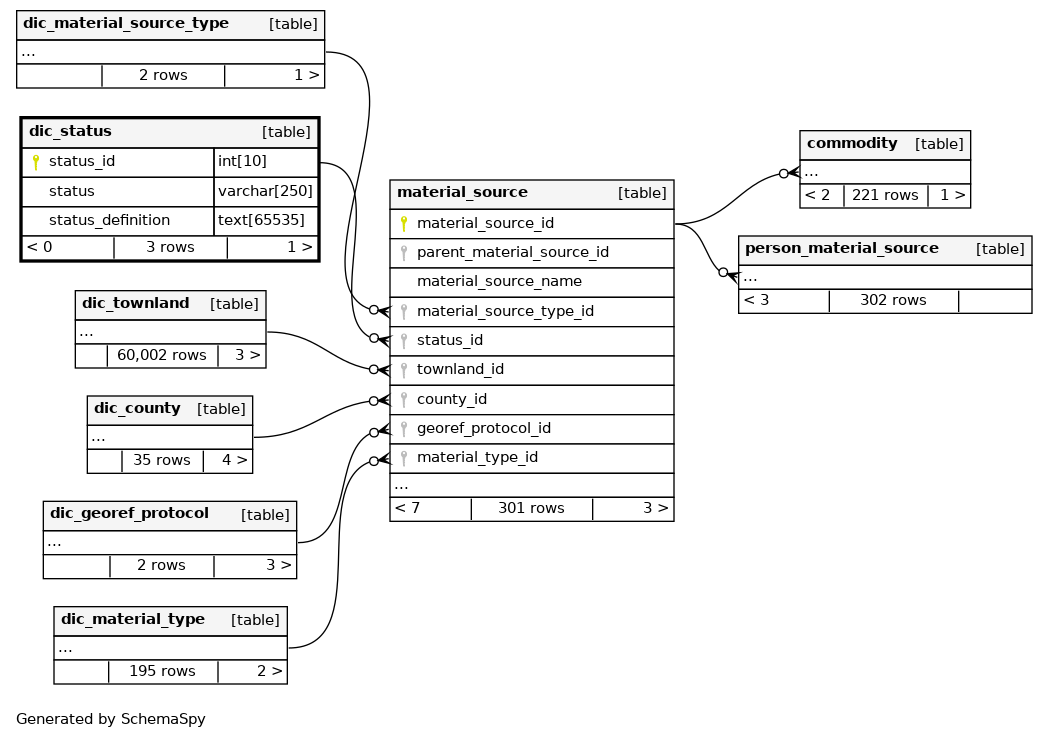 dic_material_source_type [table]
...
2 rows 1 >
dic_status [table]
status_id int[10]
status varchar[250]
status_definition text[65535]
< 0 3 rows 1 >
dic_townland [table]
...
60,002 rows 3 >
dic_county [table]
...
35 rows 4 >
dic_georef_protocol [table]
...
2 rows 3 >
dic_material_type [table]
...
195 rows 2 >
material_source [table]
material_source_id
parent_material_source_id
material_source_name
material_source_type_id
status_id
townland_id
county_id
georef_protocol_id
material_type_id
...
< 7 301 rows 3 >
commodity [table]
...
< 2 221 rows 1 >
person_material_source [table]
...
< 3 302 rows
Generated by SchemaSpy